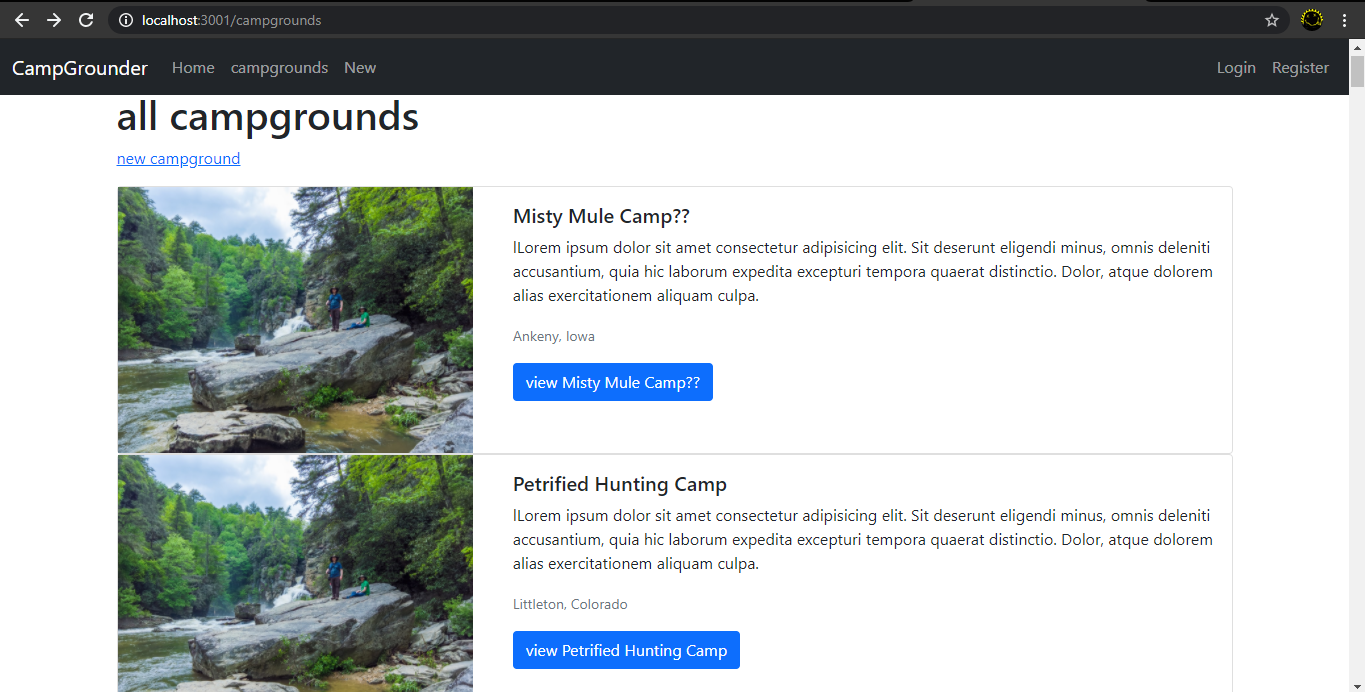 localhost:3001/campgrounds
CampGrounder Home campgrounds New Login Register
all campgrounds
new campground
Misty Mule Camp??
lLorem ipsum dolor sit amet consectetur adipisicing elit. Sit deserunt eligendi minus, omnis deleniti
accusantium, quia hic laborum expedita excepturi tempora quaerat distinctio. Dolor, atque dolorem
alias exercitationem aliquam culpa.
Ankeny, Iowa
view Misty Mule Camp??
Petrified Hunting Camp
lLorem ipsum dolor sit amet consectetur adipisicing elit. Sit deserunt eligendi minus, omnis deleniti
accusantium, quia hic laborum expedita excepturi tempora quaerat distinctio. Dolor, atque dolorem
alias exercitationem aliquam culpa.
Littleton, Colorado
view Petrified Hunting Camp